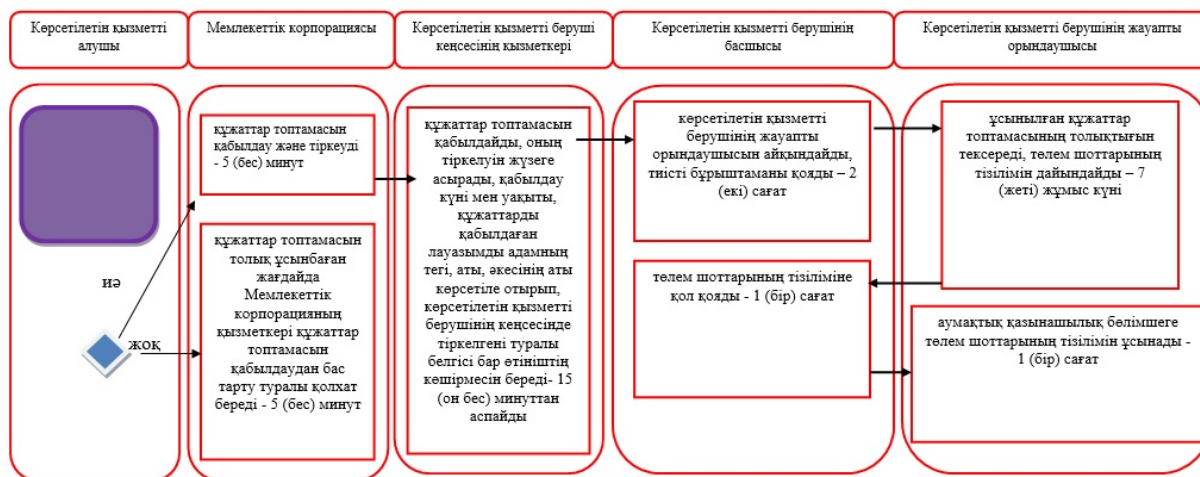 Көрсетілетін қызметті
алушы
Мемлекеттік корпорациясы
Көрсетілетін қызметті беруші
кеңсесінің қызметкері
Көрсетілетін қызметті берушінің
басшысы
Көрсетілетін қызметті берушінің жауапты
орындаушысы
иә
жоқ
құжаттар топтамасын
қабылдау және тіркеуді
- 5 (бес) минут
құжаттар топтамасын
толық ұсынбаған
жағдайда
Мемлекеттік
корпорацияның
қызметкері құжаттар
топтамасын
қабылдаудан бас
тарту туралы қолхат
береді - 5 (бес) минут
құжаттар топтамасын
қабылдайды, оның
тіркелуін жүзеге
асырады, қабылдау
күні мен уақыты,
құжаттарды
қабылдаған
лауазымды адамның
тегі, аты, әкесінің аты
көрсетіле отырып,
көрсетілетін қызметті
берушінің кеңсесінде
тіркелгені туралы
белгісі бар өтініштің
көшірмесін береді- 15
(он бес) минуттан
аспайды
көрсетілетін қызметті
берушінің жауапты
орындаушысын айқындайды,
тиісті бұрыштаманы қояды – 2
(екі) сағат
төлем шоттарының тізіліміне
қол қояды - 1 (бір) сағат
ұсынылған құжаттар
топтамасының толықтығын
тексереді, төлем шоттарының
тізілімін дайындайды – 7
(жеті) жұмыс күні
аумақтық қазынашылық бөлімшеге
төлем шоттарының тізілімін ұсынады -
1 (бір) сағат